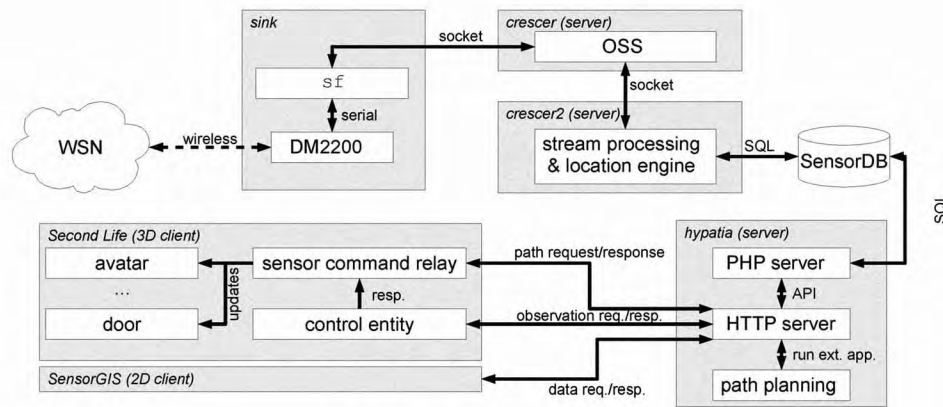 sink
crescer (server)
socket
OSS
sf
socket
serial
crescer2 (server)
WSN
wireless
DM2200
stream processing
& location engine
SQL
SensorDB
Second Life (3D client)
hypatia (server)
avatar
sensor command relay
path request/response
PHP server
...
updates
resp.
API
door
control entity
observation req./resp.
HTTP server
run ext. app.
SensorGIS (2D client)
data req./resp.
path planning